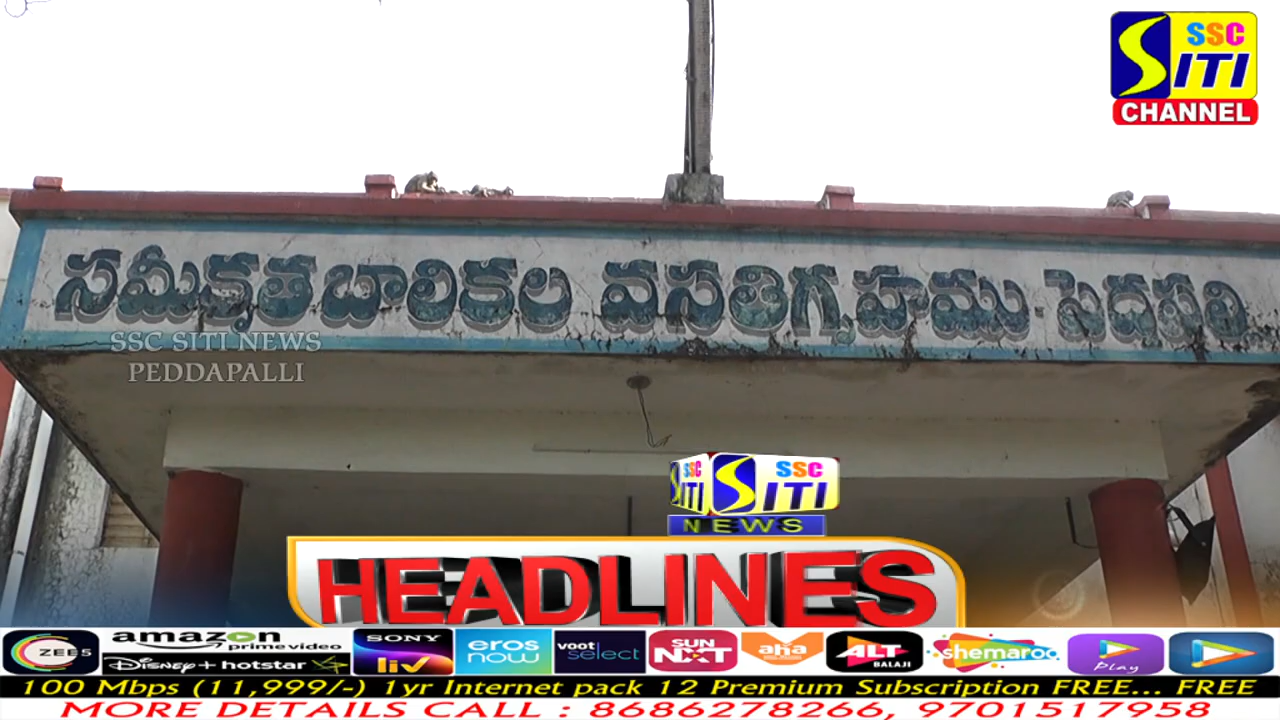 SSC
SITI
CHANNEL
సమీకృత బాలికల వసతిగృహము పెద్దపల్లి
SSC SITI NEWS
PEDDAPALLI
SSC SITI
SSC
SITI
NEWS
HEADLINES
ZEE5
amazon
prime video
Disney+ hotstar
SONY
liv
eros
now
voot
select
SUN
NXT
aha
ALT
BALAJI
shemaroo
Play
100 Mbps (11,999/-) 1yr Internet pack 12 Premium Subscription FREE... FREE
MORE DETAILS CALL : 8686278266, 9701517958